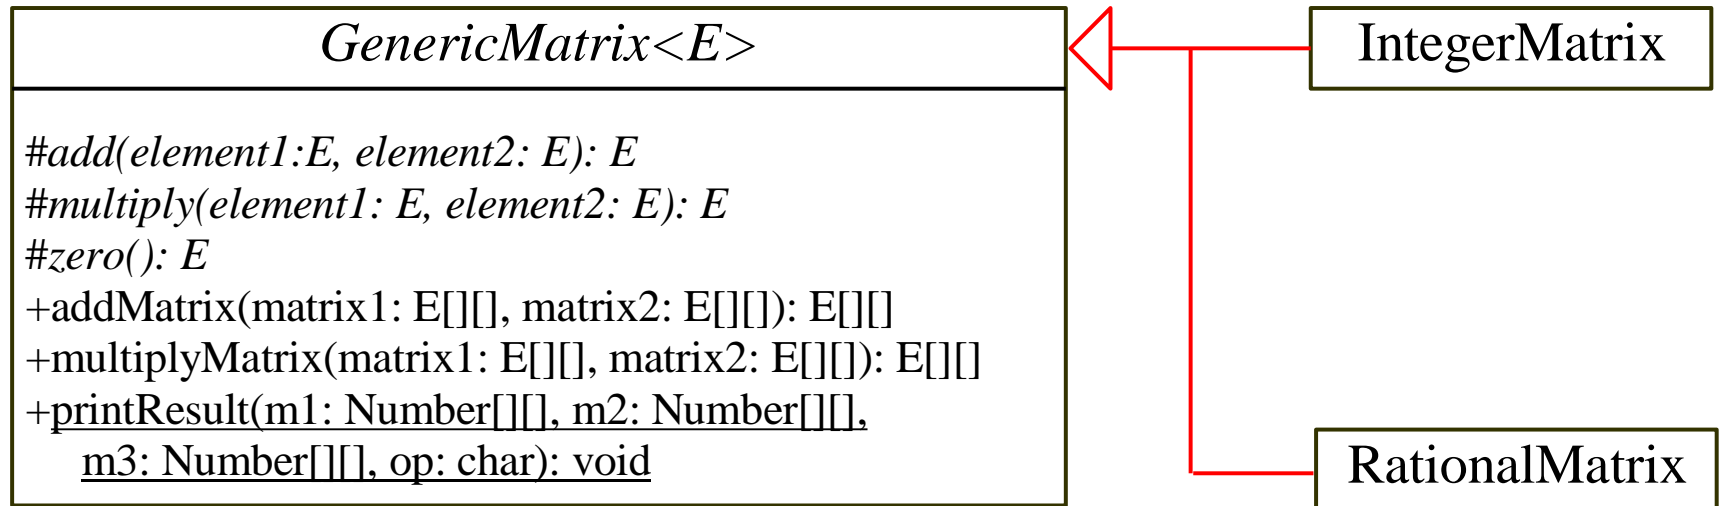 GenericMatrix<E>
#add(element1:E, element2: E): E
#multiply(element1: E, element2: E): E
#zero(): E
+addMatrix(matrix1: E[][], matrix2: E[][]): E[][]
+multiplyMatrix(matrix1: E[][], matrix2: E[][]): E[][]
+printResult(m1: Number[][], m2: Number[][],
m3: Number[][], op: char): void
IntegerMatrix
RationalMatrix